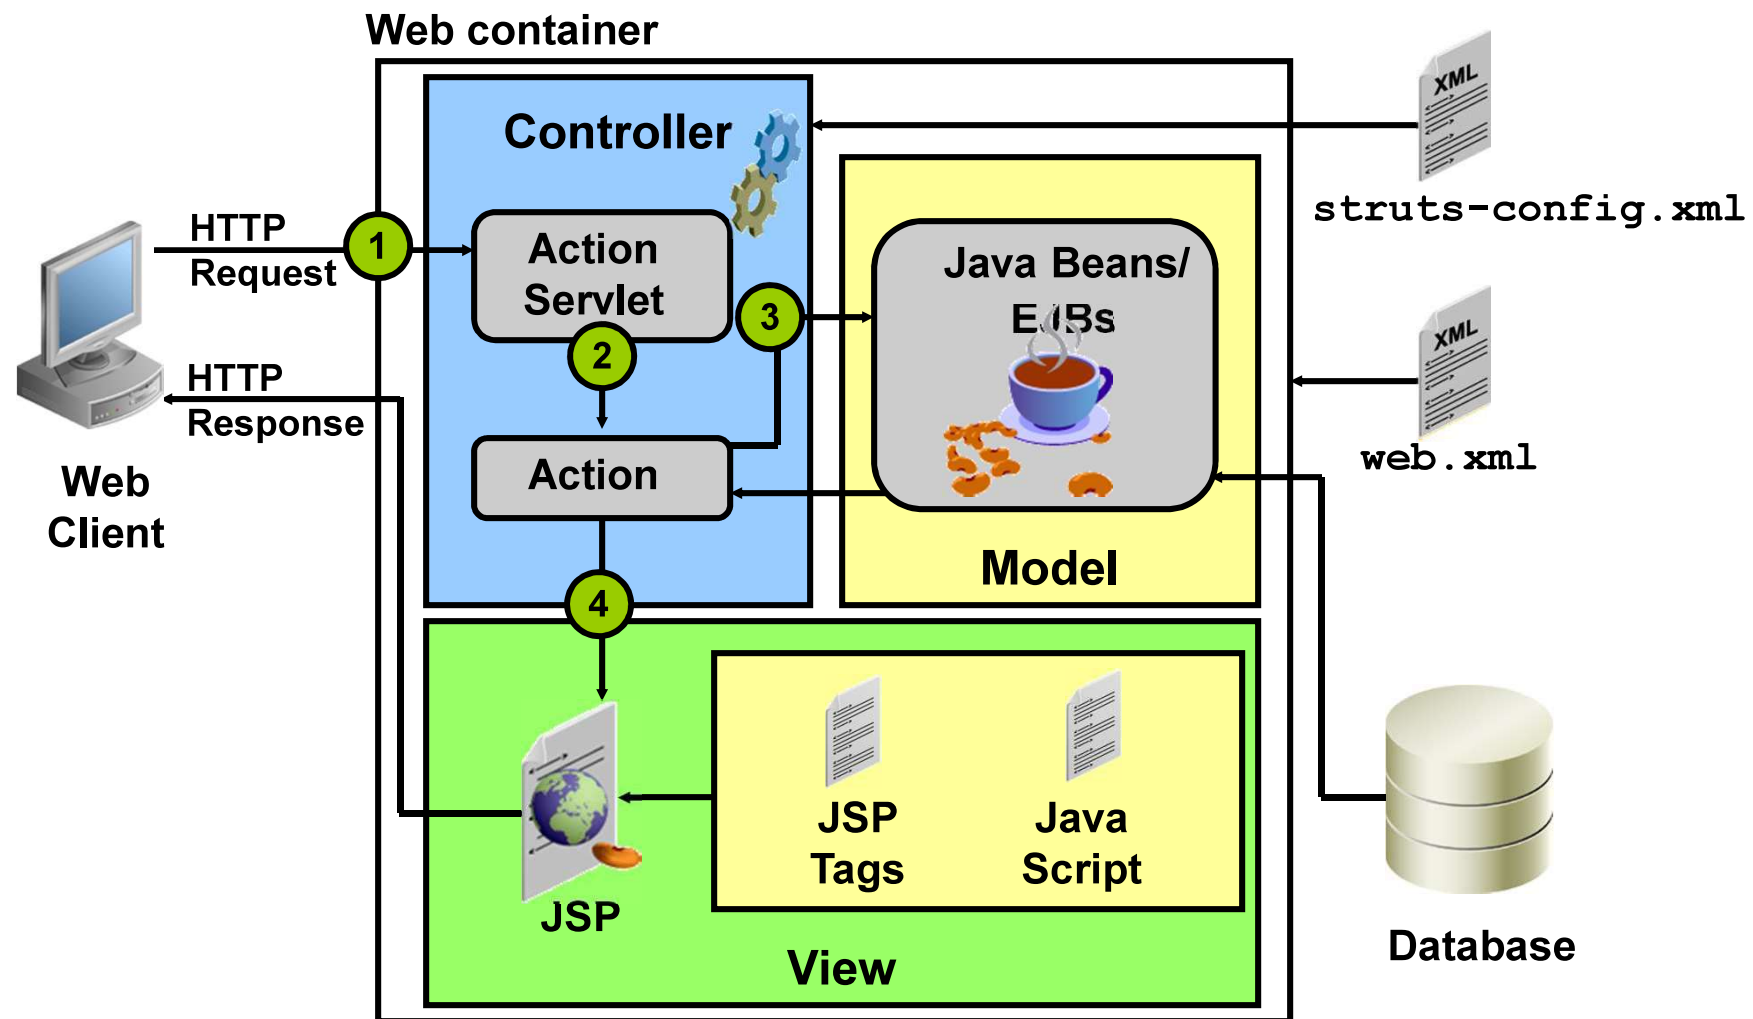 Web container
Controller
XML
struts-config.xml
HTTP
Request
1
Action
Servlet
2
3
Java Beans/
EJBs
XML
web.xml
HTTP
Response
Action
Web
Client
Model
4
JSP
Tags
Java
Script
JSP
View
Database